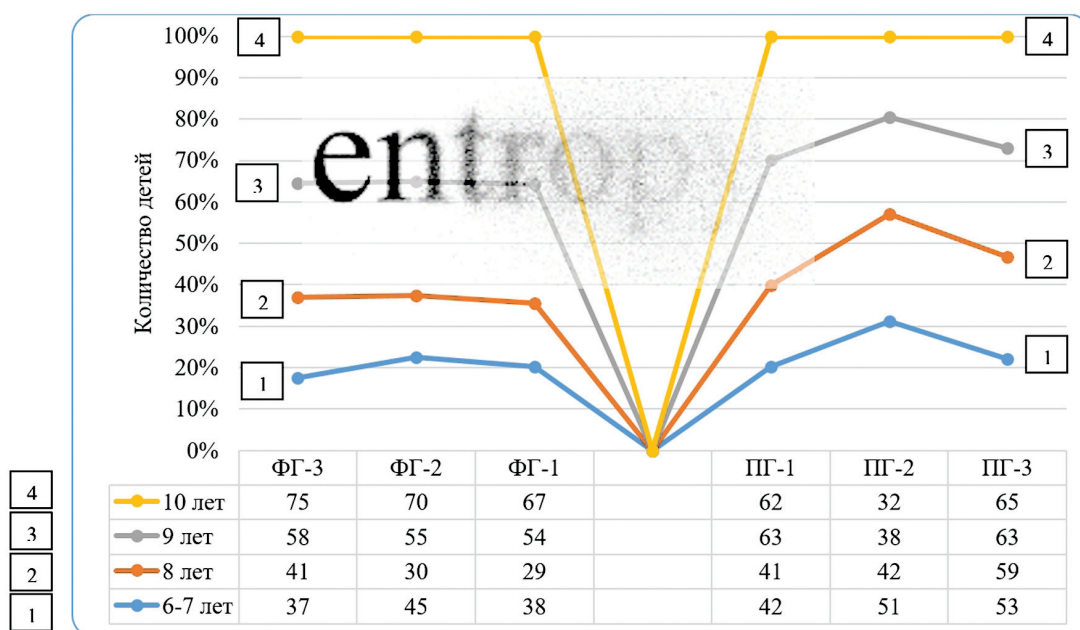 100%
90%
80%
70%
60%
50%
40%
30%
20%
10%
0%
Количество детей
4
3
2
1
4
3
2
1
entrop
ФГ-3 ФГ-2 ФГ-1 ПГ-1 ПГ-2 ПГ-3
4 10 лет 75 70 67 62 32 65
3 9 лет 58 55 54 63 38 63
2 8 лет 41 30 29 41 42 59
1 6-7 лет 37 45 38 42 51 53